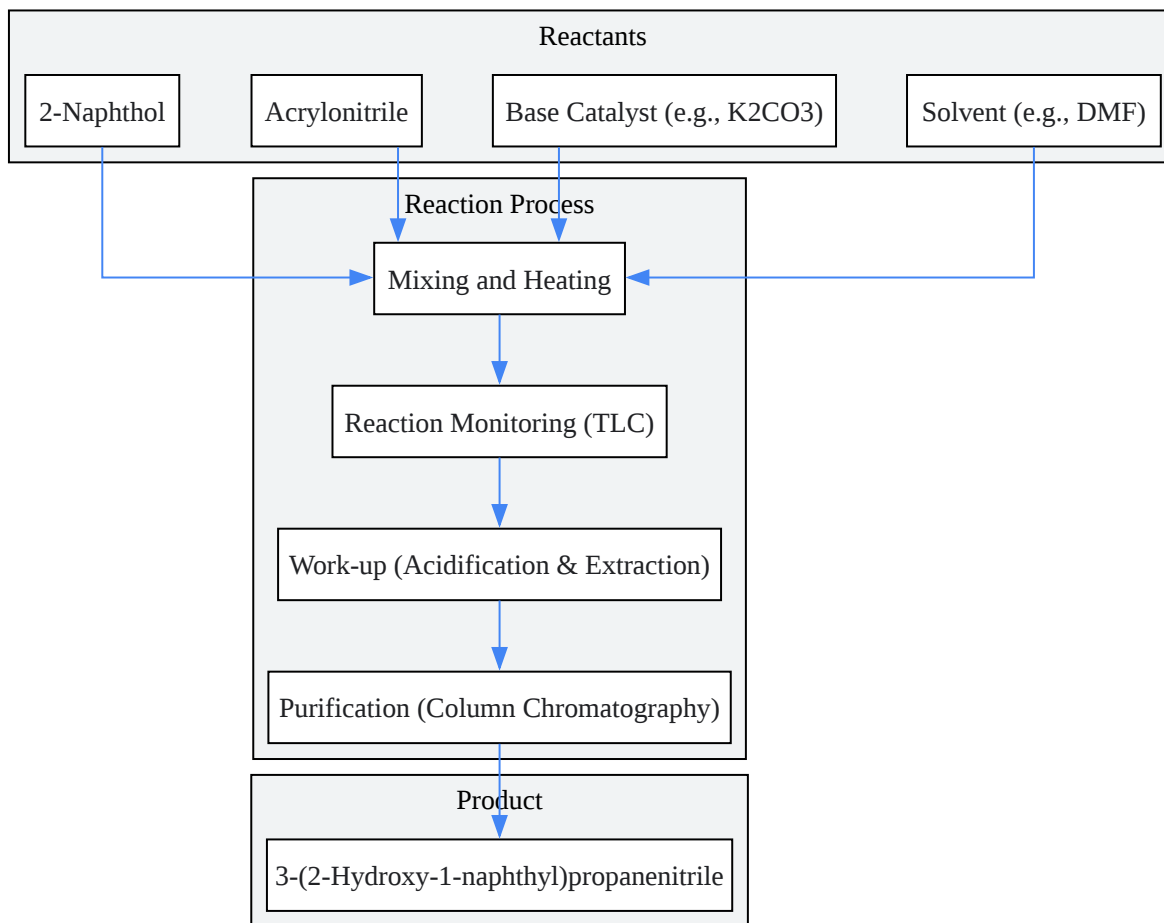 Reactants
2-Naphthol
Acrylonitrile
Base Catalyst (e.g., K2CO3)
Solvent (e.g., DMF)
Reaction Process
Mixing and Heating
Reaction Monitoring (TLC)
Work-up (Acidification & Extraction)
Purification (Column Chromatography)
Product
3-(2-Hydroxy-1-naphthyl)propanenitrile